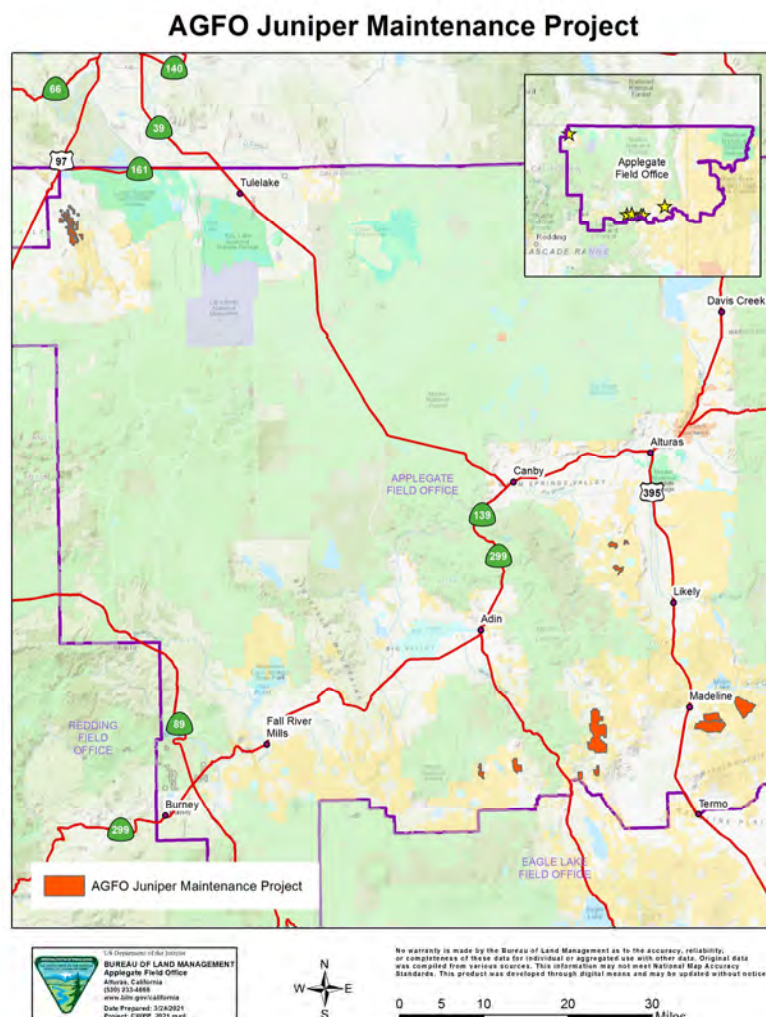 AGFO Juniper Maintenance Project
140
66
39
97
161
Tulelake
Applegate
Field Office
Redding
CASCADE RANGE
Davis Creek
Alturas
Canby
APPLEGATE
FIELD OFFICE
395
139
299
Likely
Adin
Madeline
REDDING
FIELD
OFFICE
89
Fall River
Mills
Burney
Termo
299
EAGLE LAKE
FIELD OFFICE
AGFO Juniper Maintenance Project
US Department of the Interior
BUREAU OF LAND MANAGEMENT
Applegate Field Office
Alturas, California
(530) 233-4666
www.blm.gov/california
Date Prepared: 3/24/2021
N
W E
S
No warranty is made by the Bureau of Land Management as to the accuracy, reliability,
or completeness of these data for individual or aggregated use with other data. Original data
was compiled from various sources. This information may not meet National Map Accuracy
Standards. This product was developed through digital means and may be updated without notice
0 5 10 20 30
Miles